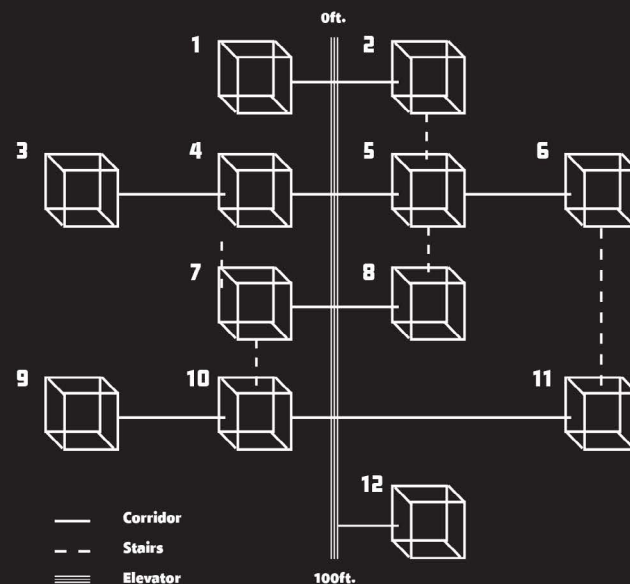 0ft.
1 2
3 4 5 6
7 8
9 10 11
12
Corridor
Stairs
Elevator 100ft.